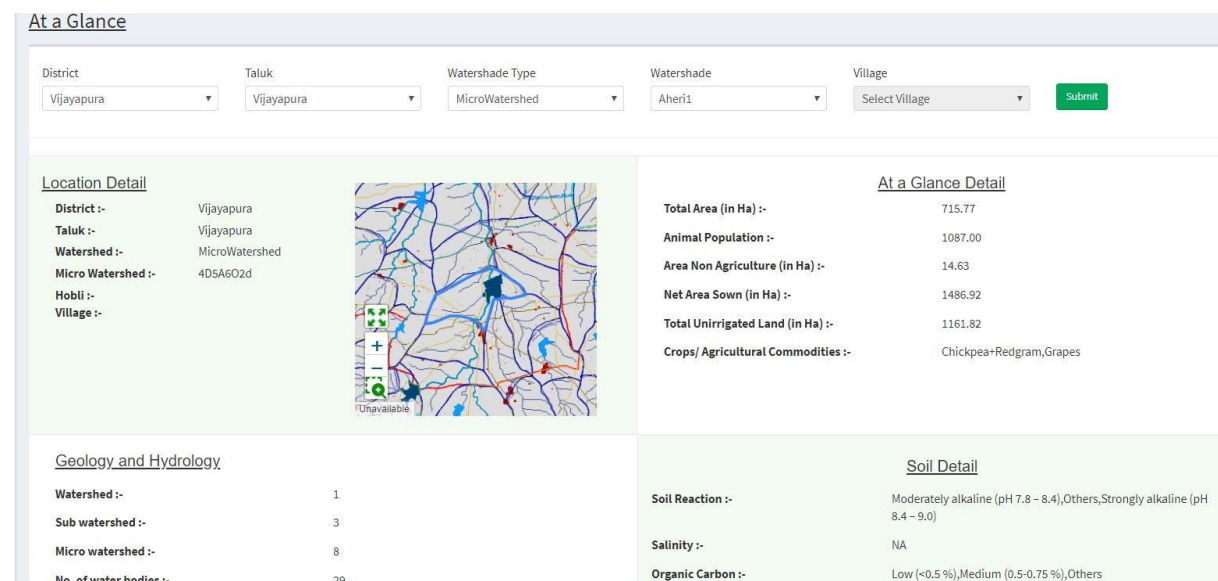 At a Glance
District Taluk Watershade Type Watershade Village
Vijayapura Vijayapura MicroWatershed Aheri1 Select Village Submit
Location Detail
District :- Vijayapura
Taluk :- Vijayapura
Watershed :- MicroWatershed
Micro Watershed :- 4D5A6O2d
Hobli :-
Village :-
Unavailable
At a Glance Detail
Total Area (in Ha) :- 715.77
Animal Population :- 1087.00
Area Non Agriculture (in Ha) :- 14.63
Net Area Sown (in Ha) :- 1486.92
Total Unirrigated Land (in Ha) :- 1161.82
Crops/ Agricultural Commodities :- Chickpea+Redgram,Grapes
Geology and Hydrology
Watershed :- 1
Sub watershed :- 3
Micro watershed :- 8
No. of water bodies :- 29
Soil Detail
Soil Reaction :- Moderately alkaline (pH 7.8 – 8.4),Others,Strongly alkaline (pH
8.4 – 9.0)
Salinity :- NA
Organic Carbon :- Low (<0.5 %),Medium (0.5-0.75 %),Others